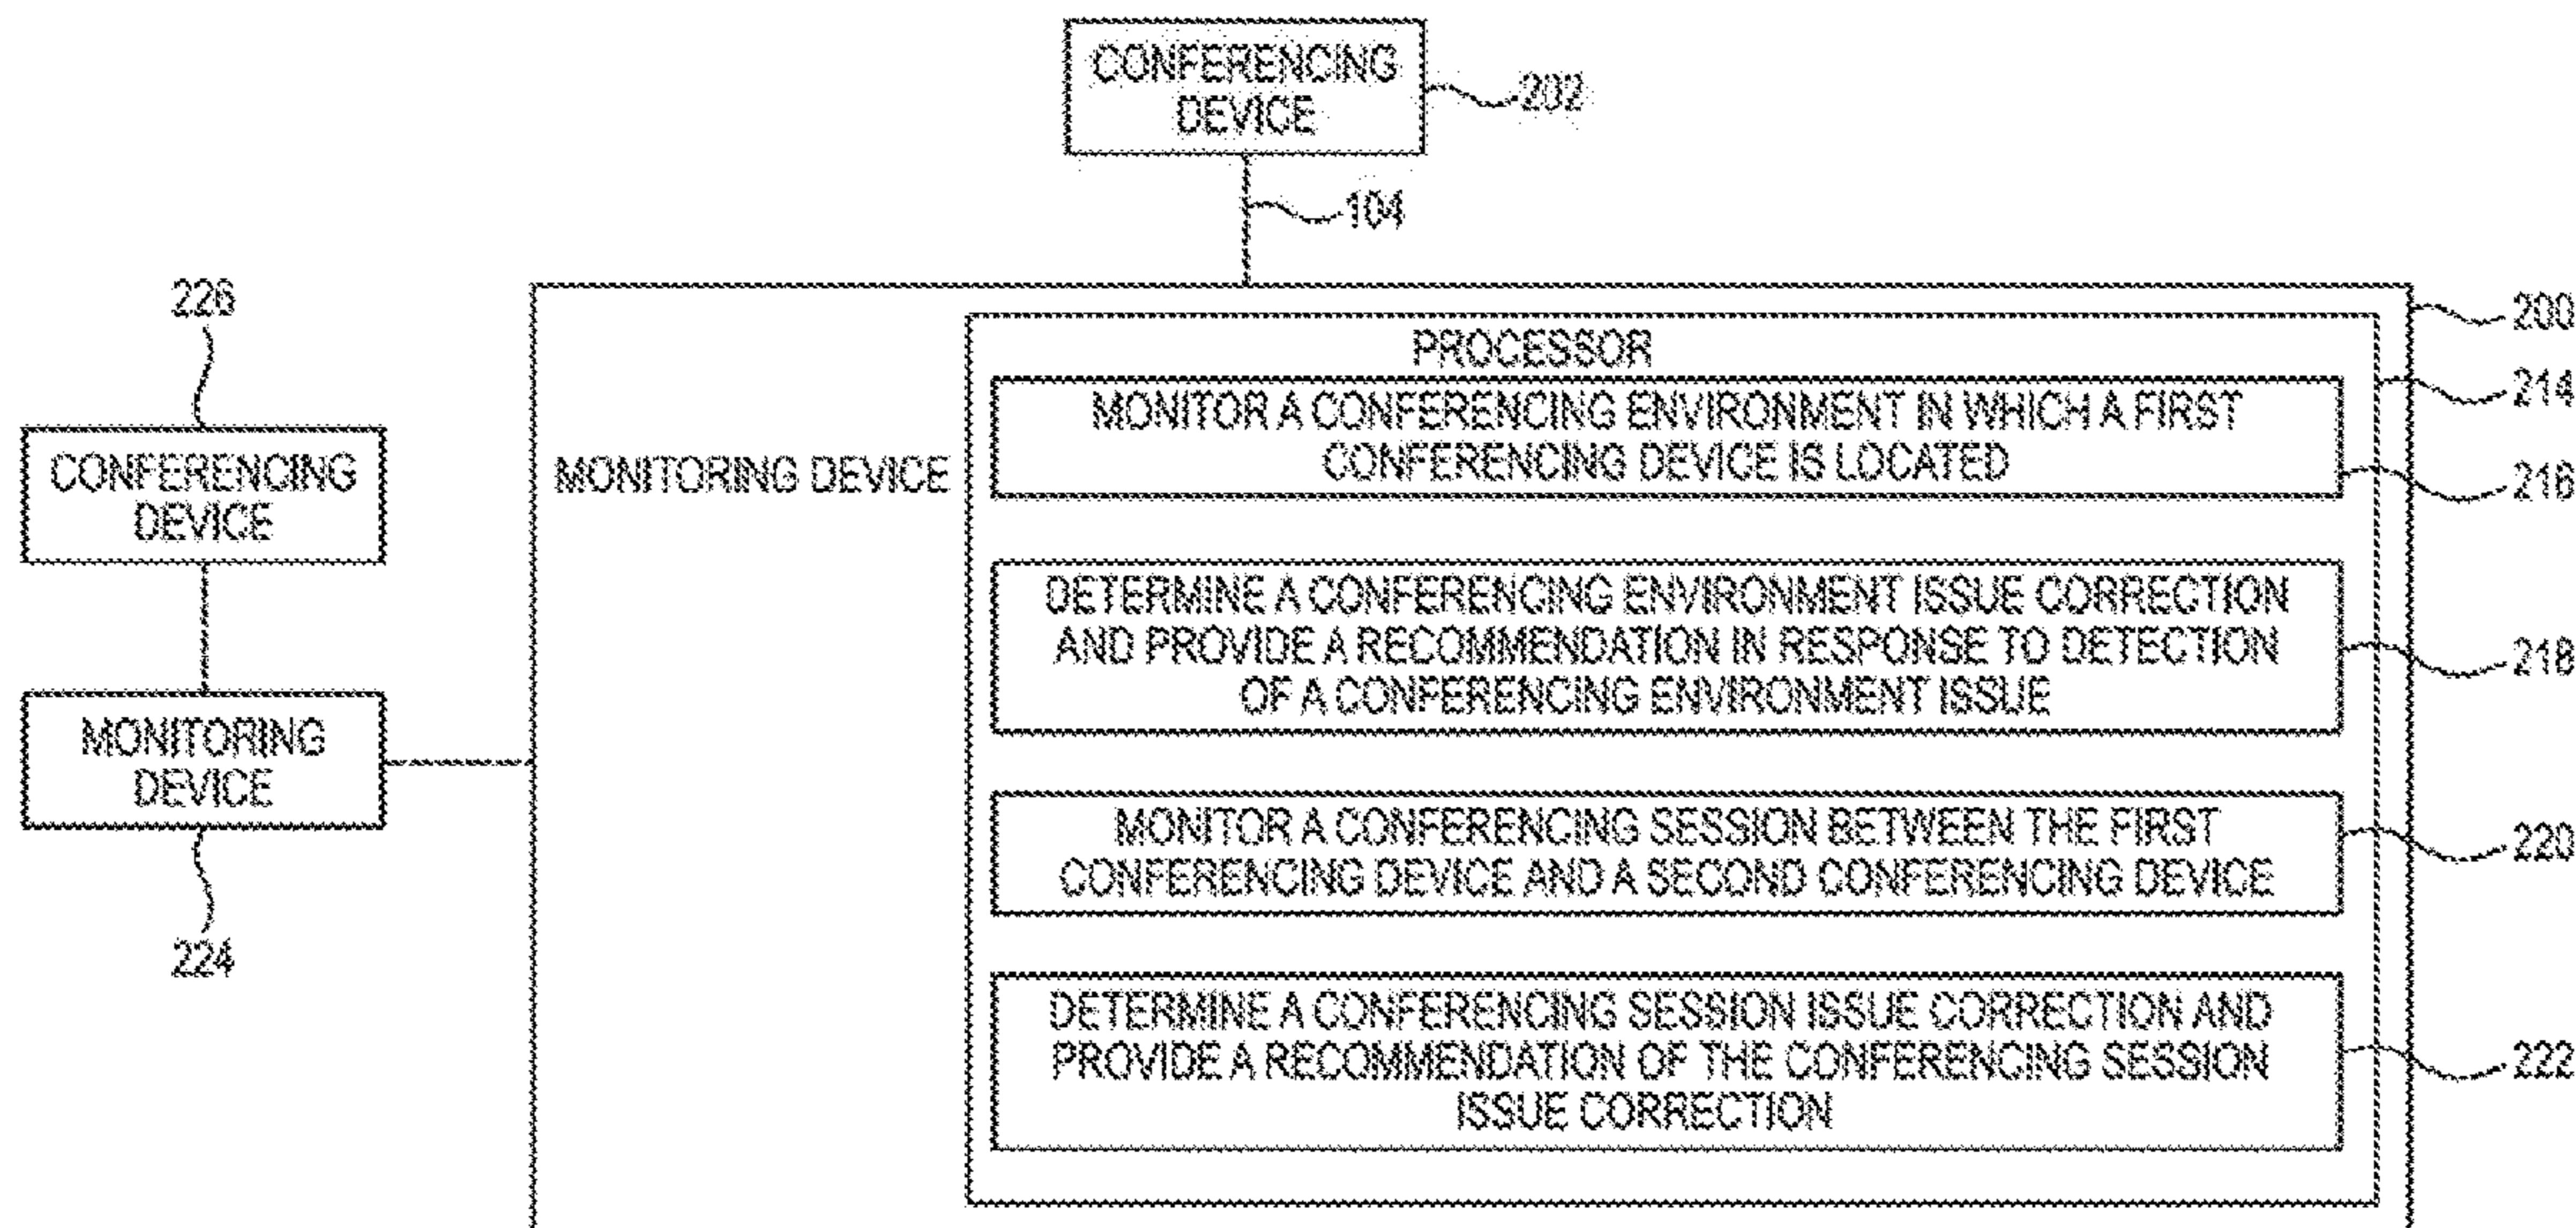 CONFERENCING
DEVICE
202
104
226
200
PROCESSOR
214
MONITOR A CONFERENCING ENVIRONMENT IN WHICH A FIRST
CONFERENCING DEVICE IS LOCATED
216
CONFERENCING
DEVICE
MONITORING DEVICE
DETERMINE A CONFERENCING ENVIRONMENT ISSUE CORRECTION
AND PROVIDE A RECOMMENDATION IN RESPONSE TO DETECTION
OF A CONFERENCING ENVIRONMENT ISSUE
218
MONITORING
DEVICE
224
MONITOR A CONFERENCING SESSION BETWEEN THE FIRST
CONFERENCING DEVICE AND A SECOND CONFERENCING DEVICE
220
DETERMINE A CONFERENCING SESSION ISSUE CORRECTION AND
PROVIDE A RECOMMENDATION OF THE CONFERENCING SESSION
ISSUE CORRECTION
222